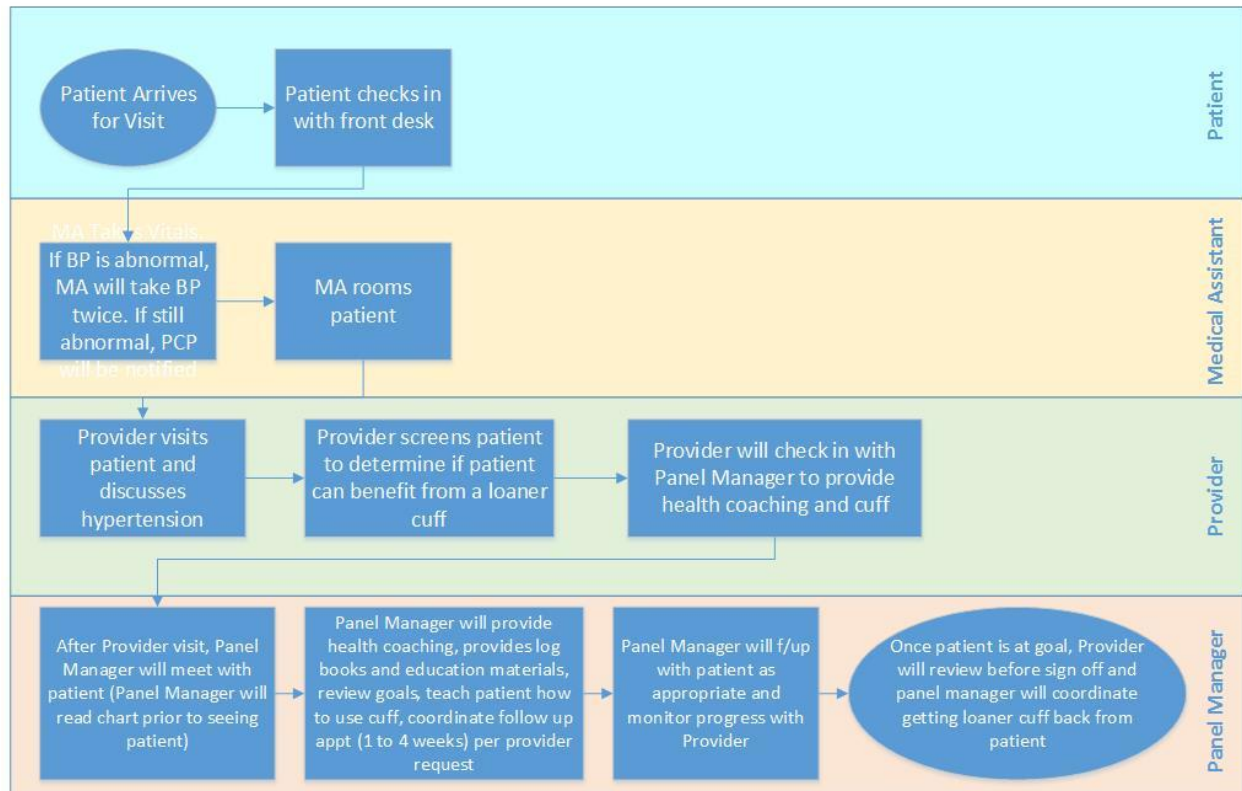 Patient Arrives
for Visit
Patient checks in
with front desk
Patient
MA Takes Vitals.
If BP is abnormal,
MA will take BP
twice. If still
abnormal, PCP
will be notified
MA rooms
patient
Medical Assistant
Provider visits
patient and
discusses
hypertension
Provider screens patient
to determine if patient
can benefit from a loaner
cuff
Provider will check in with
Panel Manager to provide
health coaching and cuff
Provider
After Provider visit, Panel
Manager will meet with
patient (Panel Manager will
read chart prior to seeing
patient)
Panel Manager will provide
health coaching, provides log
books and education materials,
review goals, teach patient how
to use cuff, coordinate follow up
appt (1 to 4 weeks) per provider
request
Panel Manager will f/up
with patient as
appropriate and
monitor progress with
Provider
Once patient is at goal, Provider
will review before sign off and
panel manager will coordinate
getting loaner cuff back from
patient
Panel Manager